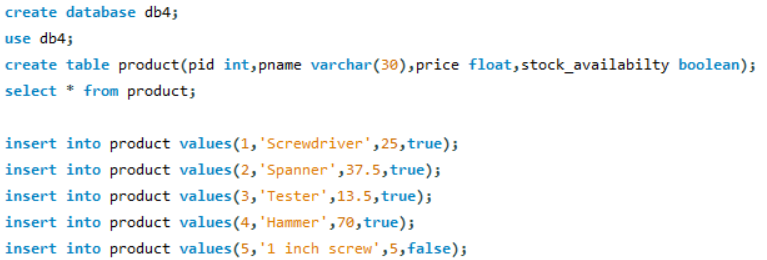 create database db4;
use db4;
create table product(pid int,pname varchar(30),price float,stock_availabilty boolean);
select * from product;
insert into product values(1,'Screwdriver',25,true);
insert into product values(2,'Spanner',37.5,true);
insert into product values(3,'Tester',13.5,true);
insert into product values(4,'Hammer',70,true);
insert into product values(5,'1 inch screw',5,false);